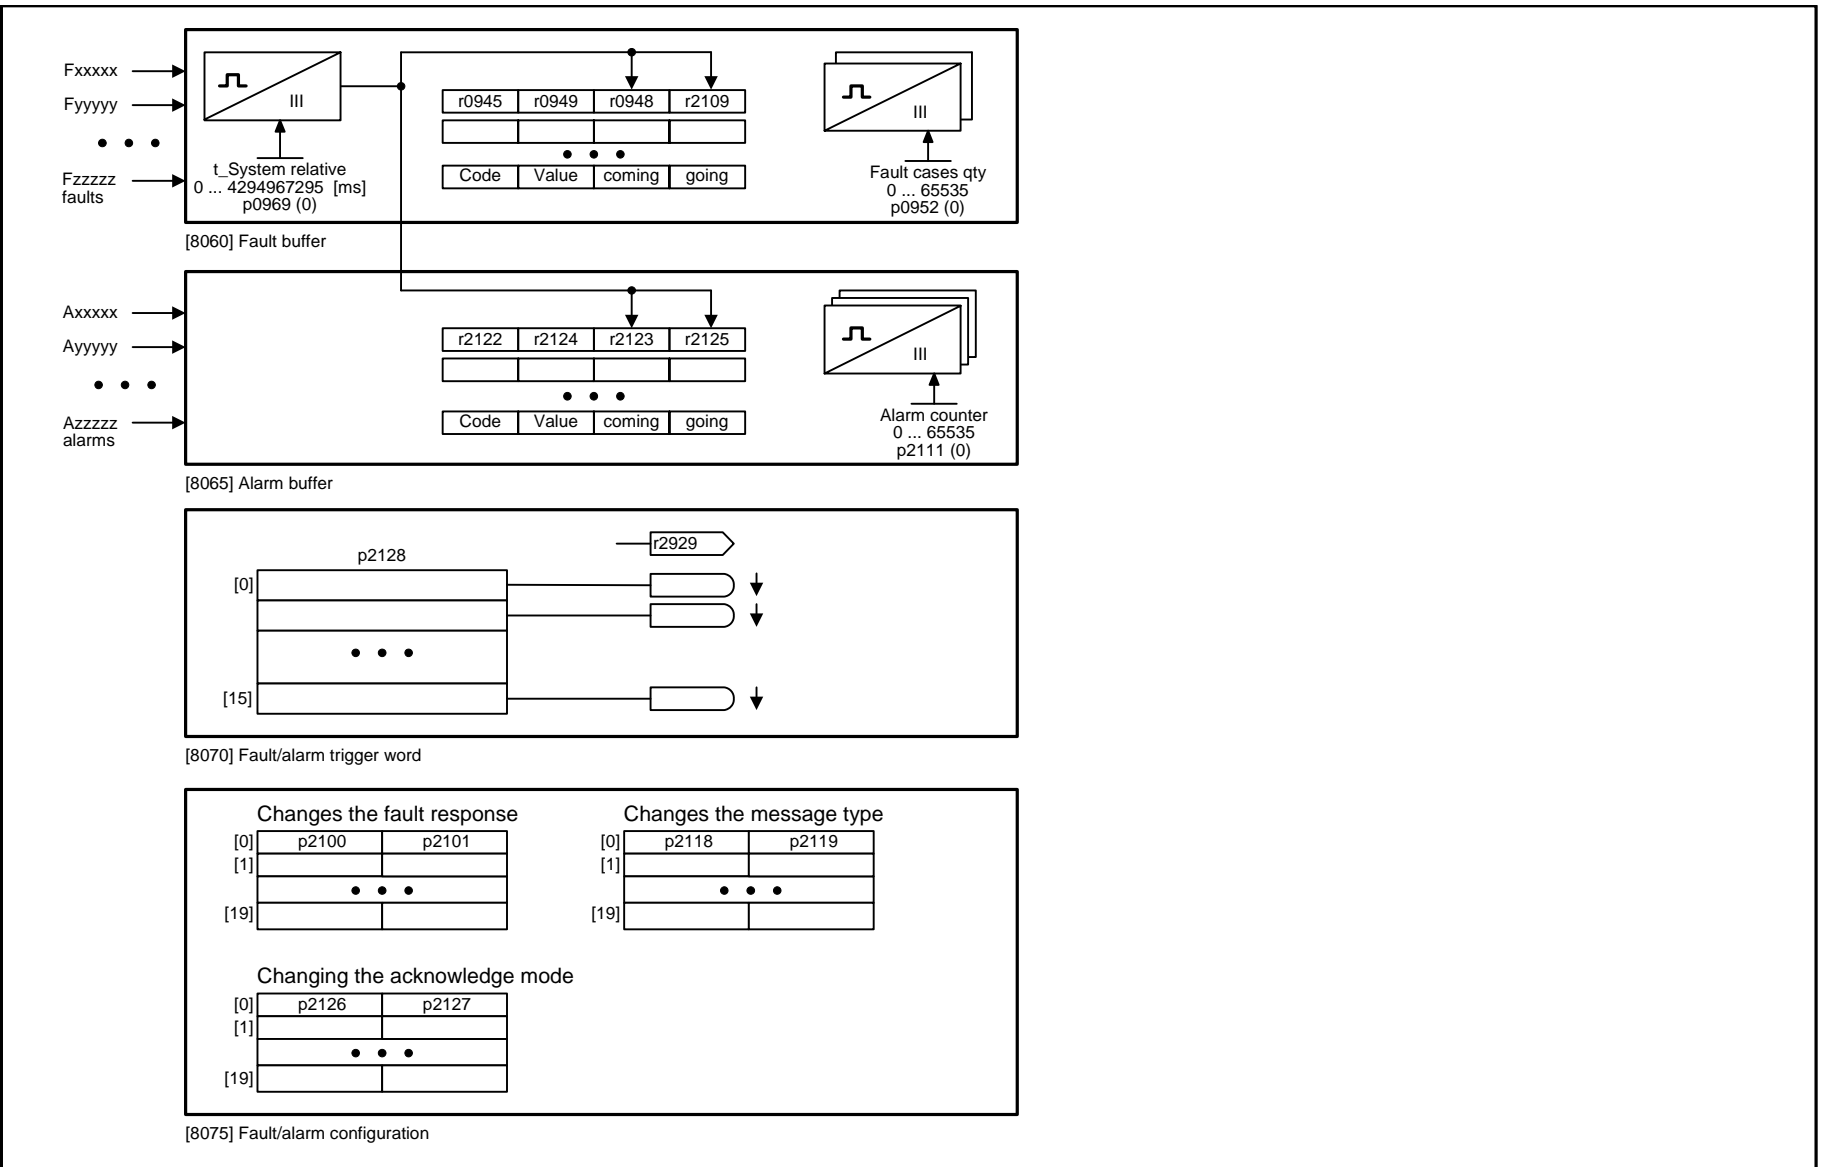 Fxxxxx
Fyyyyy
Fzzzzz
faults
III
t_System relative
0 ... 4294967295 [ms]
p0969 (0)
r0945 r0949 r0948 r2109
Code Value coming going
III
Fault cases qty
0 ... 65535
p0952 (0)
[8060] Fault buffer
Axxxxx
Ayyyyy
Azzzzz
alarms
r2122 r2124 r2123 r2125
Code Value coming going
III
Alarm counter
0 ... 65535
p2111 (0)
[8065] Alarm buffer
p2128
r2929
[0]
[15]
[8070] Fault/alarm trigger word
Changes the fault response
[0] p2100 p2101
[1]
[19]
Changes the message type
[0] p2118 p2119
[1]
[19]
Changing the acknowledge mode
[0] p2126 p2127
[1]
[19]
[8075] Fault/alarm configuration